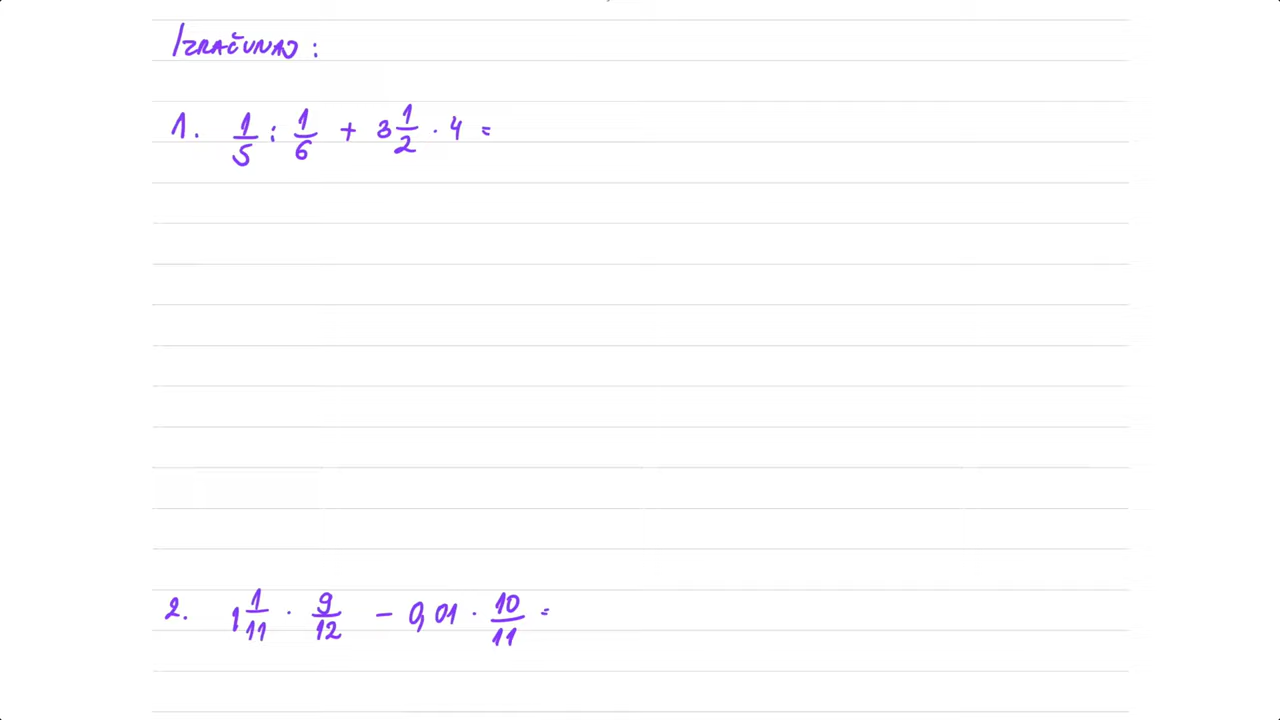 IZRAČUNAJ :
1. 1/5 : 1/6 + 3 1/2 · 4 =
2. 1 1/11 · 9/12 - 0,01 · 10/11 =